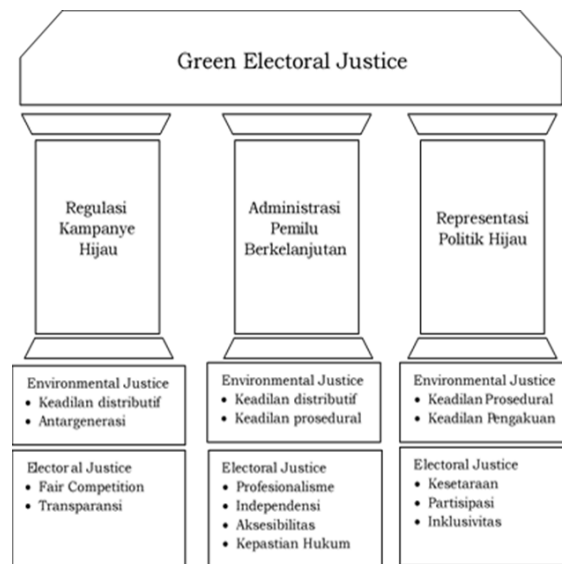 Green Electoral Justice
Regulasi
Kampanye
Hijau
Administrasi
Pemilu
Berkelanjutan
Representasi
Politik Hijau
Environmental Justice
• Keadilan distributif
• Antargenerasi
Environmental Justice
• Keadilan distributif
• Keadilan prosedural
Environmental Justice
• Keadilan Prosedural
• Keadilan Pengakuan
Electoral Justice
• Fair Competition
• Transparansi
Electoral Justice
• Profesionalisme
• Independensi
• Aksesibilitas
• Kepastian Hukum
Electoral Justice
• Kesetaraan
• Partisipasi
• Inklusivitas